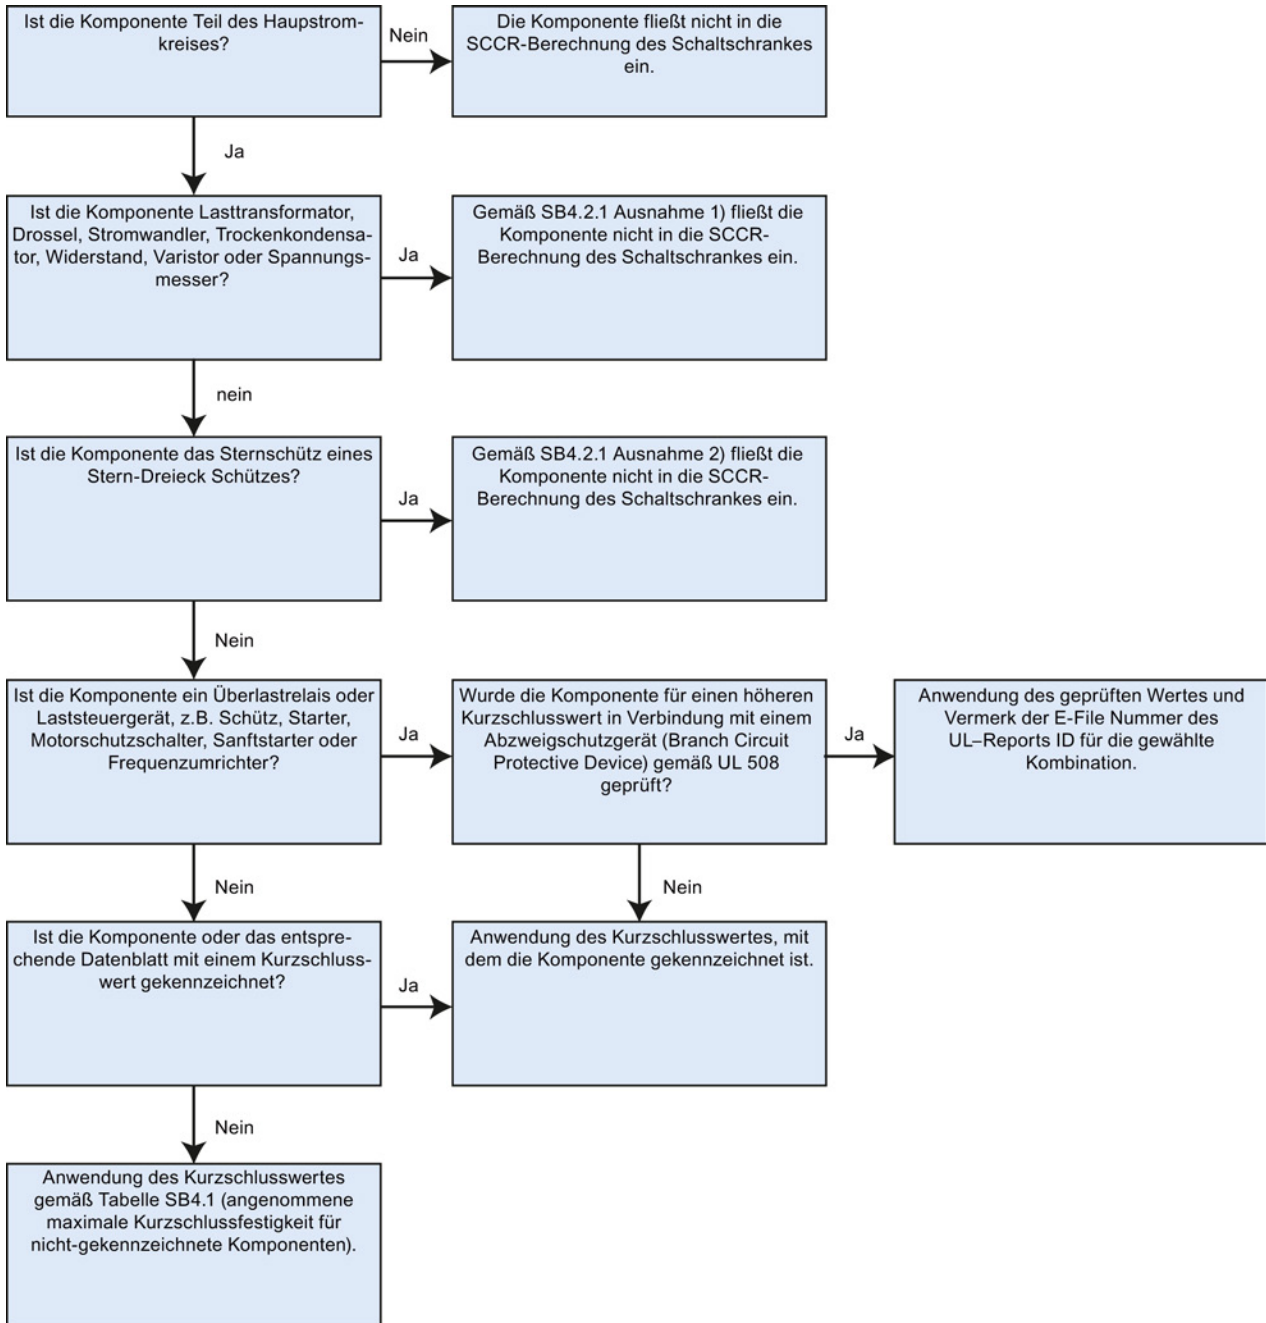 Ist die Komponente Teil des Hauptstrom-
kreises?
Nein
Die Komponente fließt nicht in die
SCCR-Berechnung des Schaltschrankes
ein.
Ja
Ist die Komponente Lasttransformator,
Drossel, Stromwandler, Trockenkondensa-
tor, Widerstand, Varistor oder Spannungs-
messer?
Ja
Gemäß SB4.2.1 Ausnahme 1) fließt die
Komponente nicht in die SCCR-
Berechnung des Schaltschrankes ein.
nein
Ist die Komponente das Sternschütz eines
Stern-Dreieck Schützes?
Ja
Gemäß SB4.2.1 Ausnahme 2) fließt die
Komponente nicht in die SCCR-
Berechnung des Schaltschrankes ein.
Nein
Ist die Komponente ein Überlastrelais oder
Laststeuergerät, z.B. Schütz, Starter,
Motorschutzschalter, Sanftstarter oder
Frequenzumrichter?
Ja
Wurde die Komponente für einen höheren
Kurzschlusswert in Verbindung mit einem
Abzweigschutzgerät (Branch Circuit
Protective Device) gemäß UL 508
geprüft?
Ja
Anwendung des geprüften Wertes und
Vermerk der E-File Nummer des
UL–Reports ID für die gewählte
Kombination.
Nein
Nein
Ist die Komponente oder das entspre-
chende Datenblatt mit einem Kurzschluss-
wert gekennzeichnet?
Ja
Anwendung des Kurzschlusswertes, mit
dem die Komponente gekennzeichnet ist.
Nein
Anwendung des Kurzschlusswertes
gemäß Tabelle SB4.1 (angenommene
maximale Kurzschlussfestigkeit für
nicht-gekennzeichnete Komponenten).